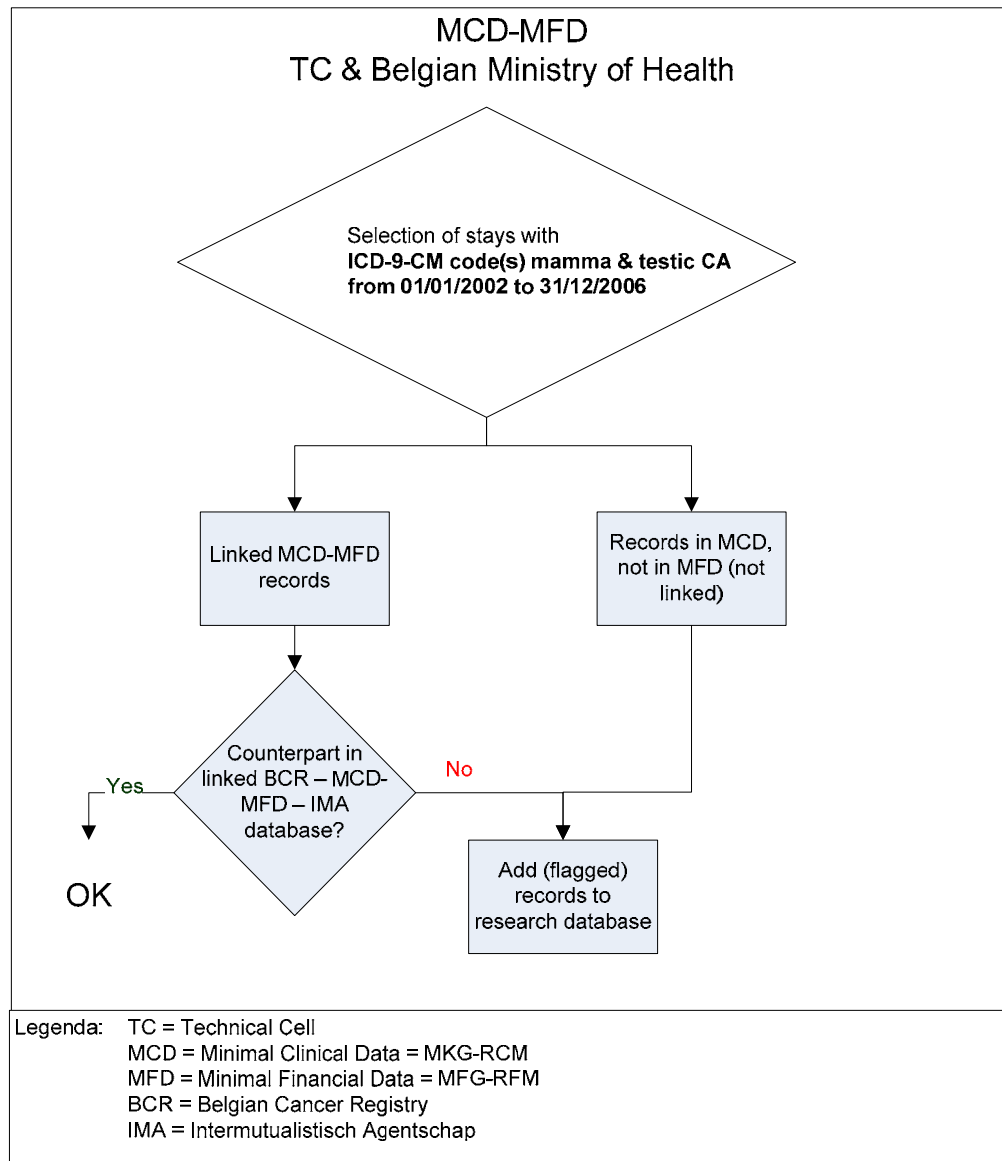 MCD-MFD
TC & Belgian Ministry of Health
Selection of stays with
ICD-9-CM code(s) mamma & testic CA
from 01/01/2002 to 31/12/2006
Linked MCD-MFD
records
Records in MCD,
not in MFD (not
linked)
Counterpart in
linked BCR – MCD-
MFD – IMA
database?
Yes
No
OK
Add (flagged)
records to
research database
Legenda: TC = Technical Cell
MCD = Minimal Clinical Data = MKG-RCM
MFD = Minimal Financial Data = MFG-RFM
BCR = Belgian Cancer Registry
IMA = Intermutualistisch Agentschap